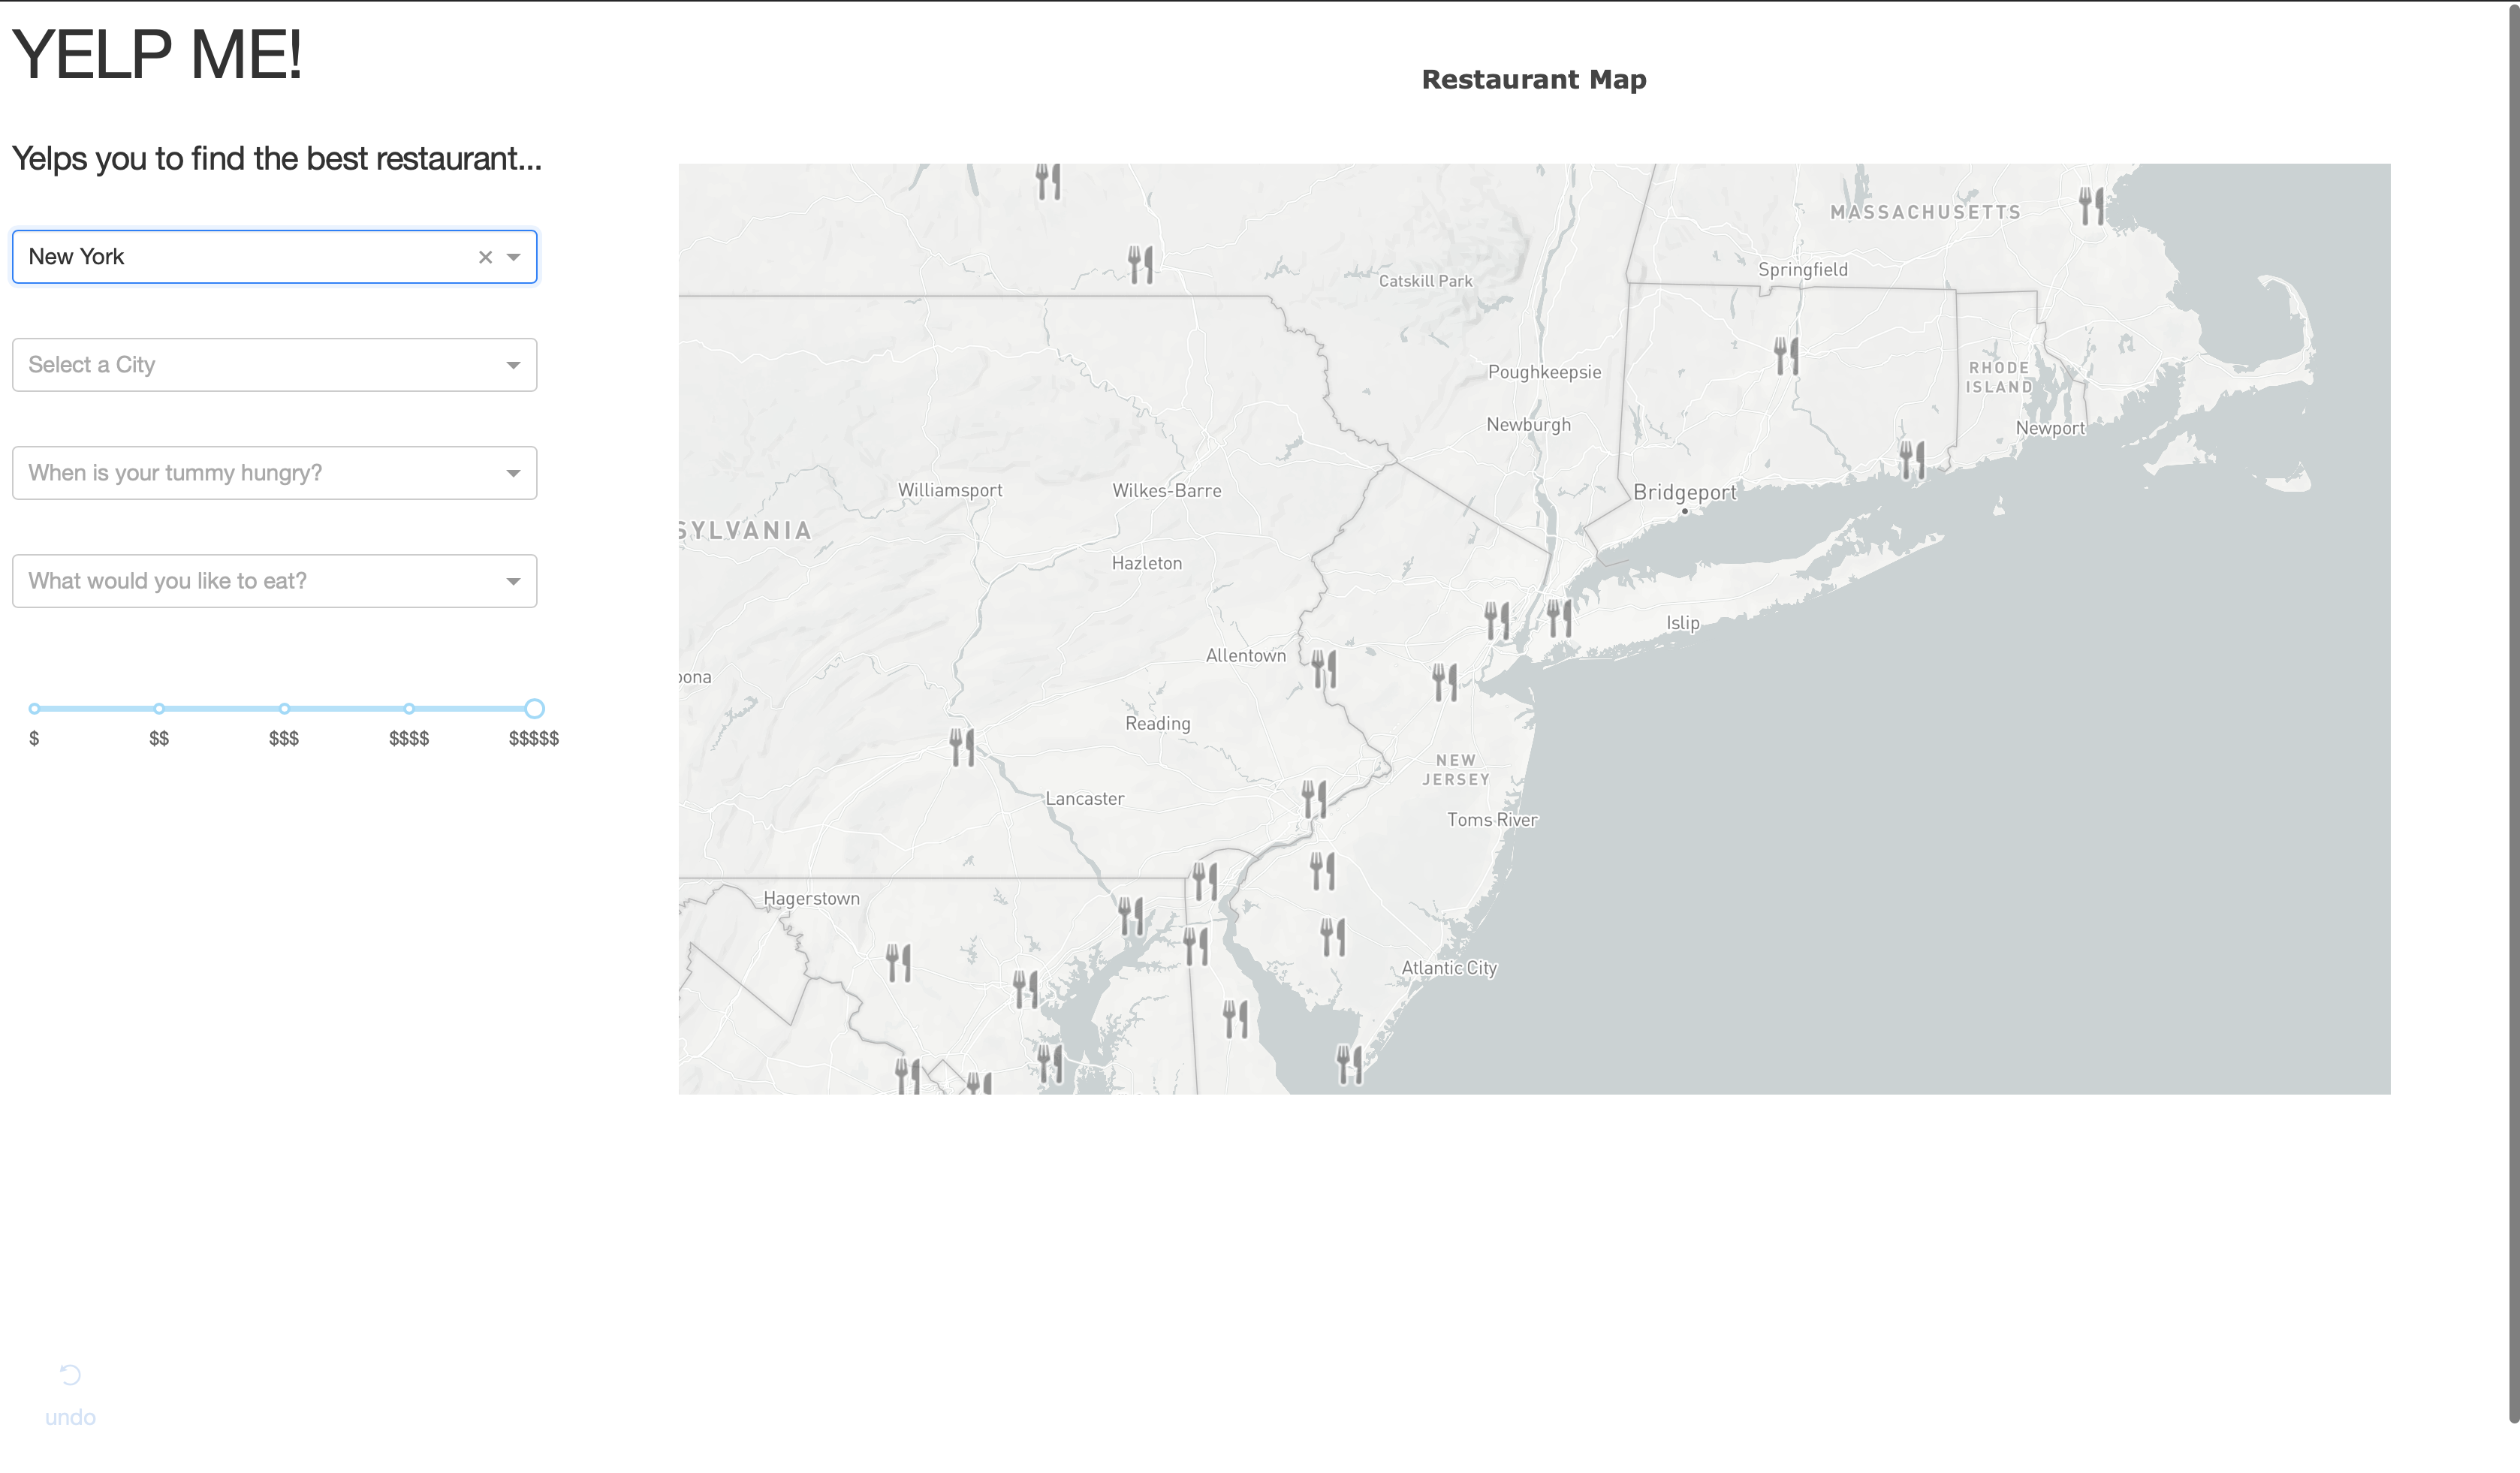 YELP ME!
Yelps you to find the best restaurant...
New York
Select a City
When is your tummy hungry?
What would you like to eat?
$
$$
$$$
$$$$
$$$$$
undo
Restaurant Map
MASSACHUSETTS
Springfield
Catskill Park
RHODE
ISLAND
Poughkeepsie
Newburgh
Newport
Williamsport
Wilkes-Barre
Bridgeport
SYLVANIA
Hazleton
Islip
Allentown
oona
Reading
NEW
JERSEY
Lancaster
Toms River
Hagerstown
Atlantic City